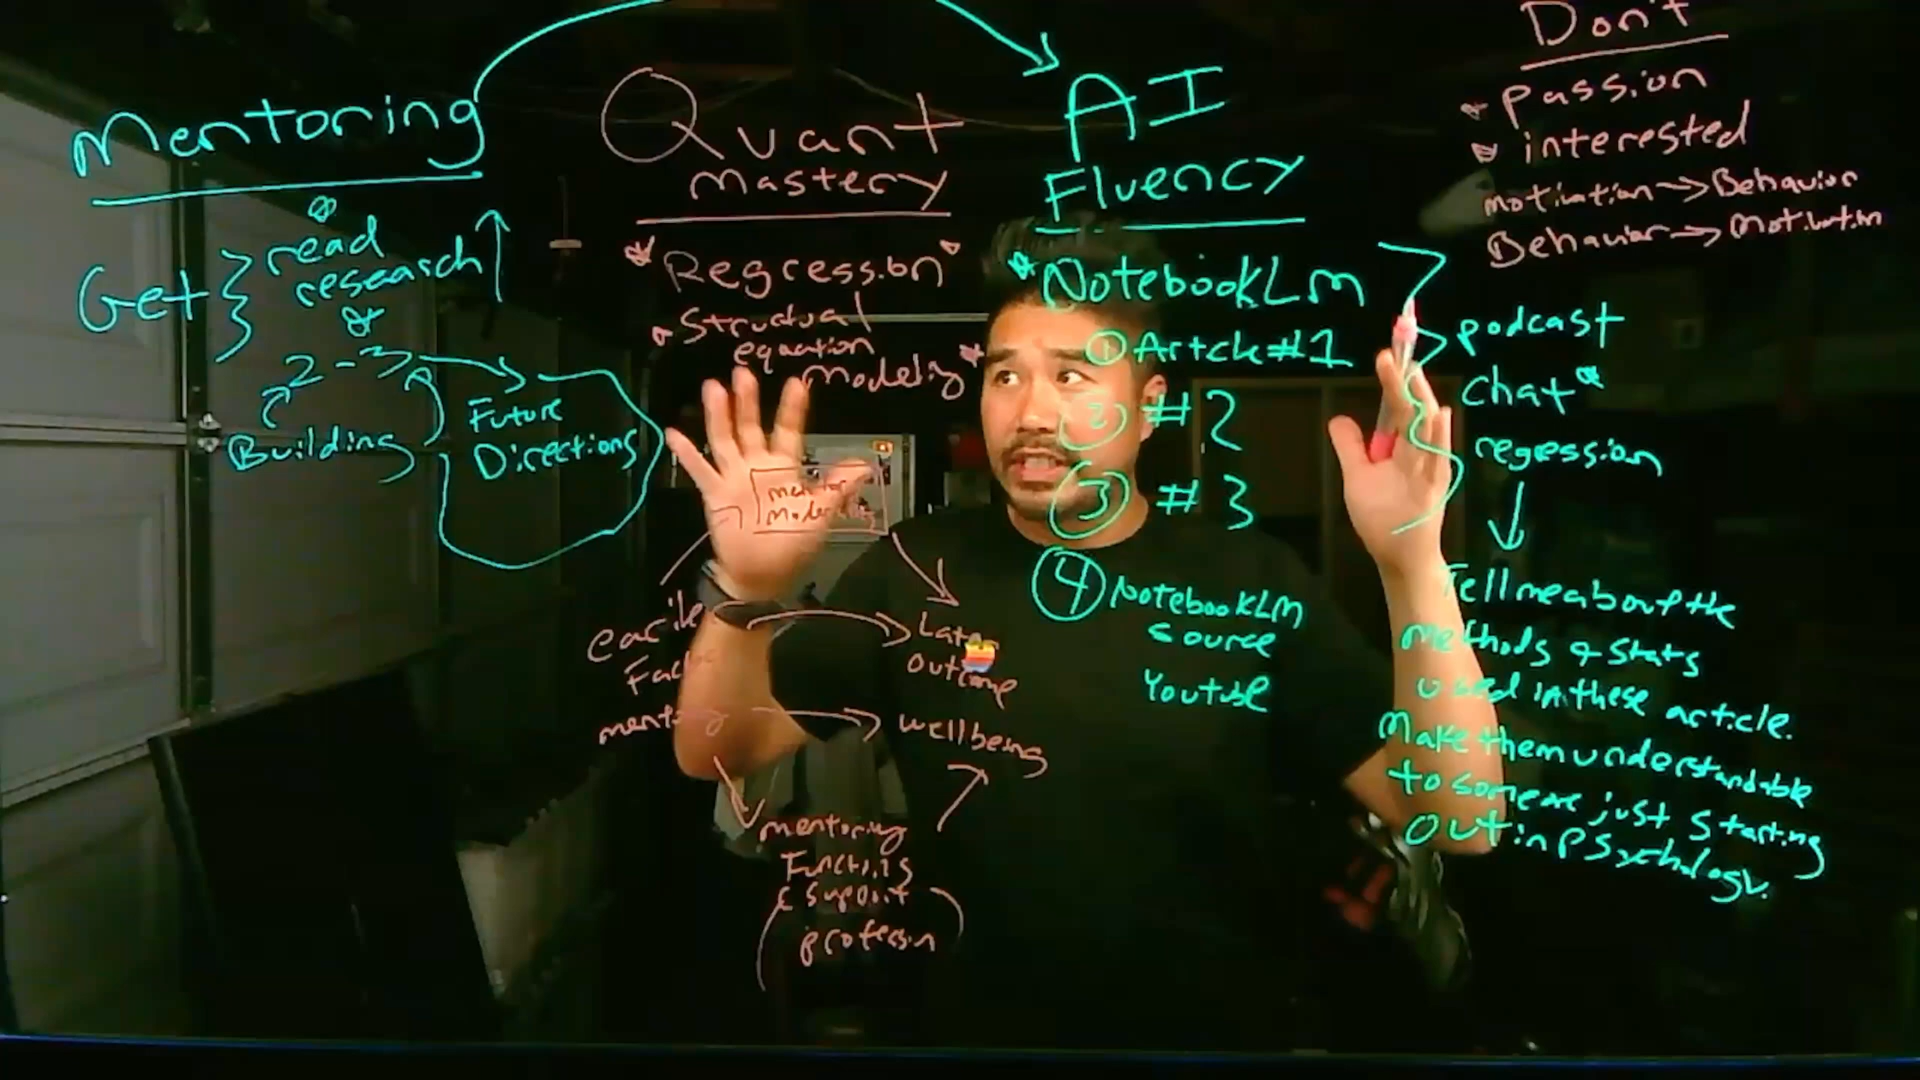 Mentoring
Get
read
research
2-3
Building
Future
Directions
Quant
Mastery
Regression
Structual
equation
Modeling
mentor
earlier
Later
Outcome
wellbeing
mentoring
Functions
support
AI
Fluency
NotebookLM
① Article #1
② #2
③ #3
④ NotebookLM
source
Youtube
Don't
Passion
interested
motivation → Behavior
Behavior → Motivation
podcast
chat
regression
Tell me about the
methods & stats
used in these article.
Make them understandable
to someone just starting
out in psychology.